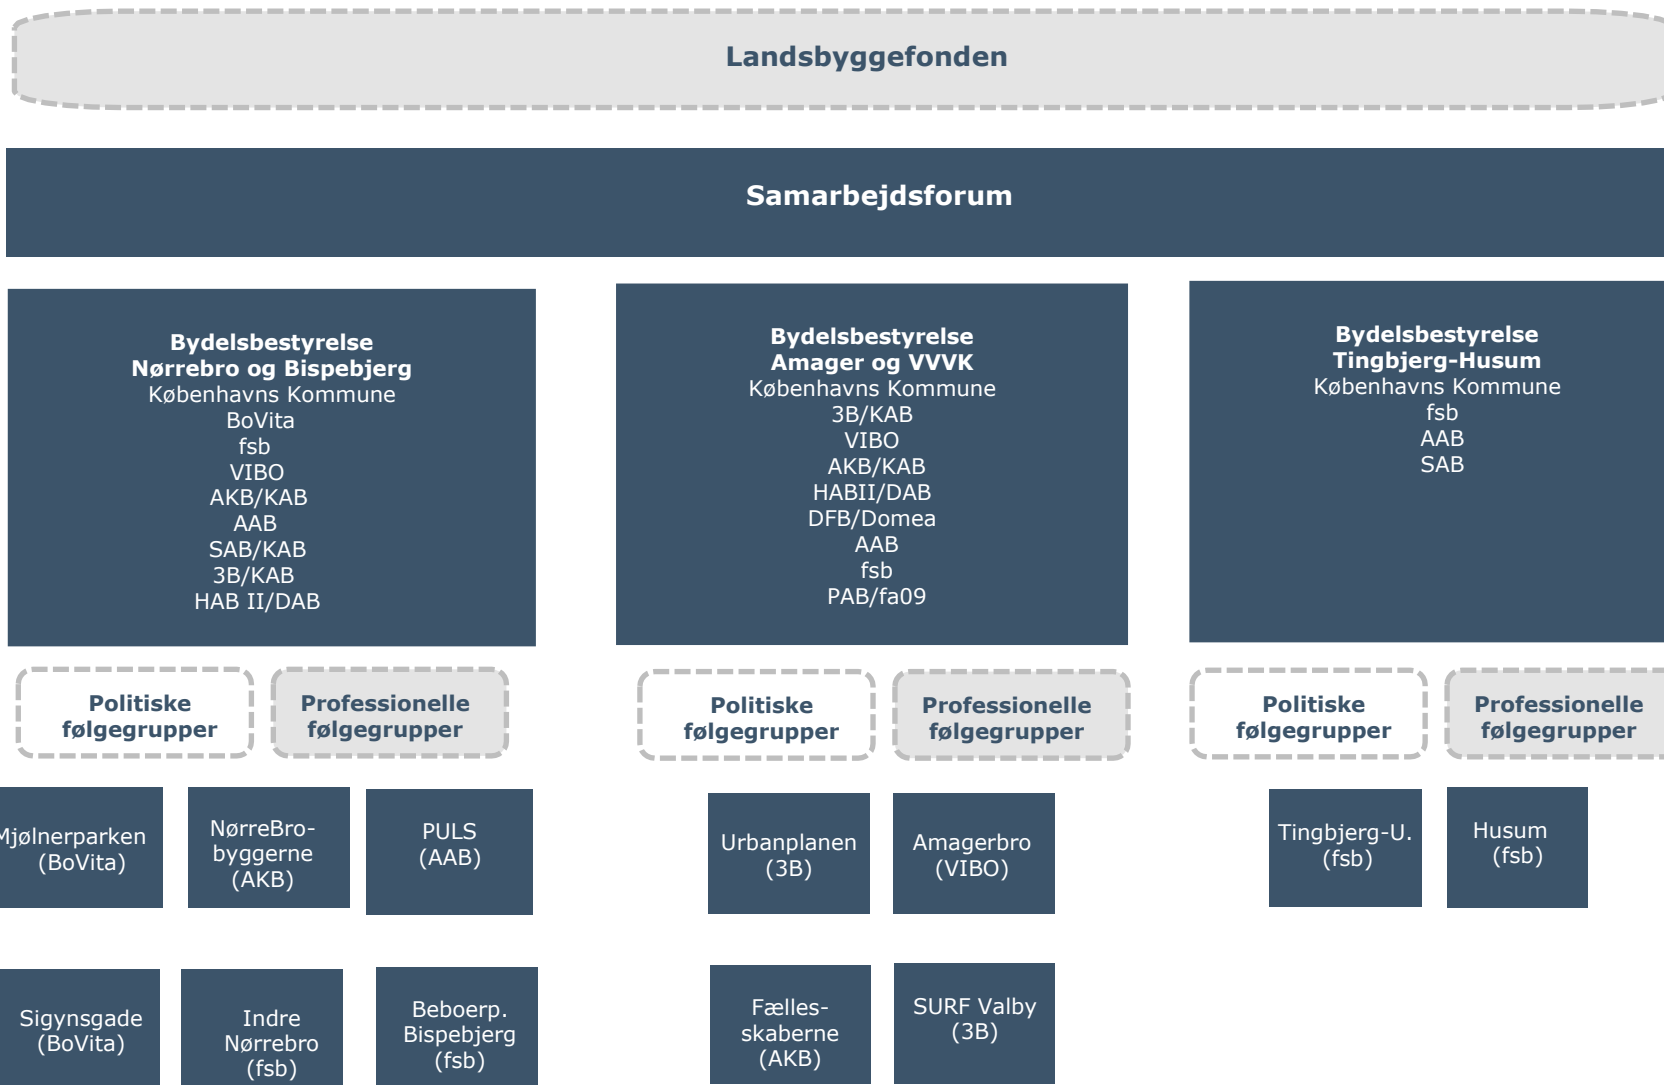 Landsbyggefonden
Samarbejdsforum
Bydelsbestyrelse
Nørrebro og Bispebjerg
Københavns Kommune
BoVita
fsb
VIBO
AKB/KAB
AAB
SAB/KAB
3B/KAB
HAB II/DAB
Bydelsbestyrelse
Amager og VVVK
Københavns Kommune
3B/KAB
VIBO
AKB/KAB
HABII/DAB
DFB/Domea
AAB
fsb
PAB/fa09
Bydelsbestyrelse
Tingbjerg-Husum
Københavns Kommune
fsb
AAB
SAB
Politiske
følgegrupper
Professionelle
følgegrupper
Politiske
følgegrupper
Professionelle
følgegrupper
Politiske
følgegrupper
Professionelle
følgegrupper
Mjølnerparken
(BoVita)
NørreBro-
byggerne
(AKB)
PULS
(AAB)
Urbanplanen
(3B)
Amagerbro
(VIBO)
Tingbjerg-U.
(fsb)
Husum
(fsb)
Sigynsgade
(BoVita)
Indre
Nørrebro
(fsb)
Beboerp.
Bispebjerg
(fsb)
Fælles-
skaberne
(AKB)
SURF Valby
(3B)